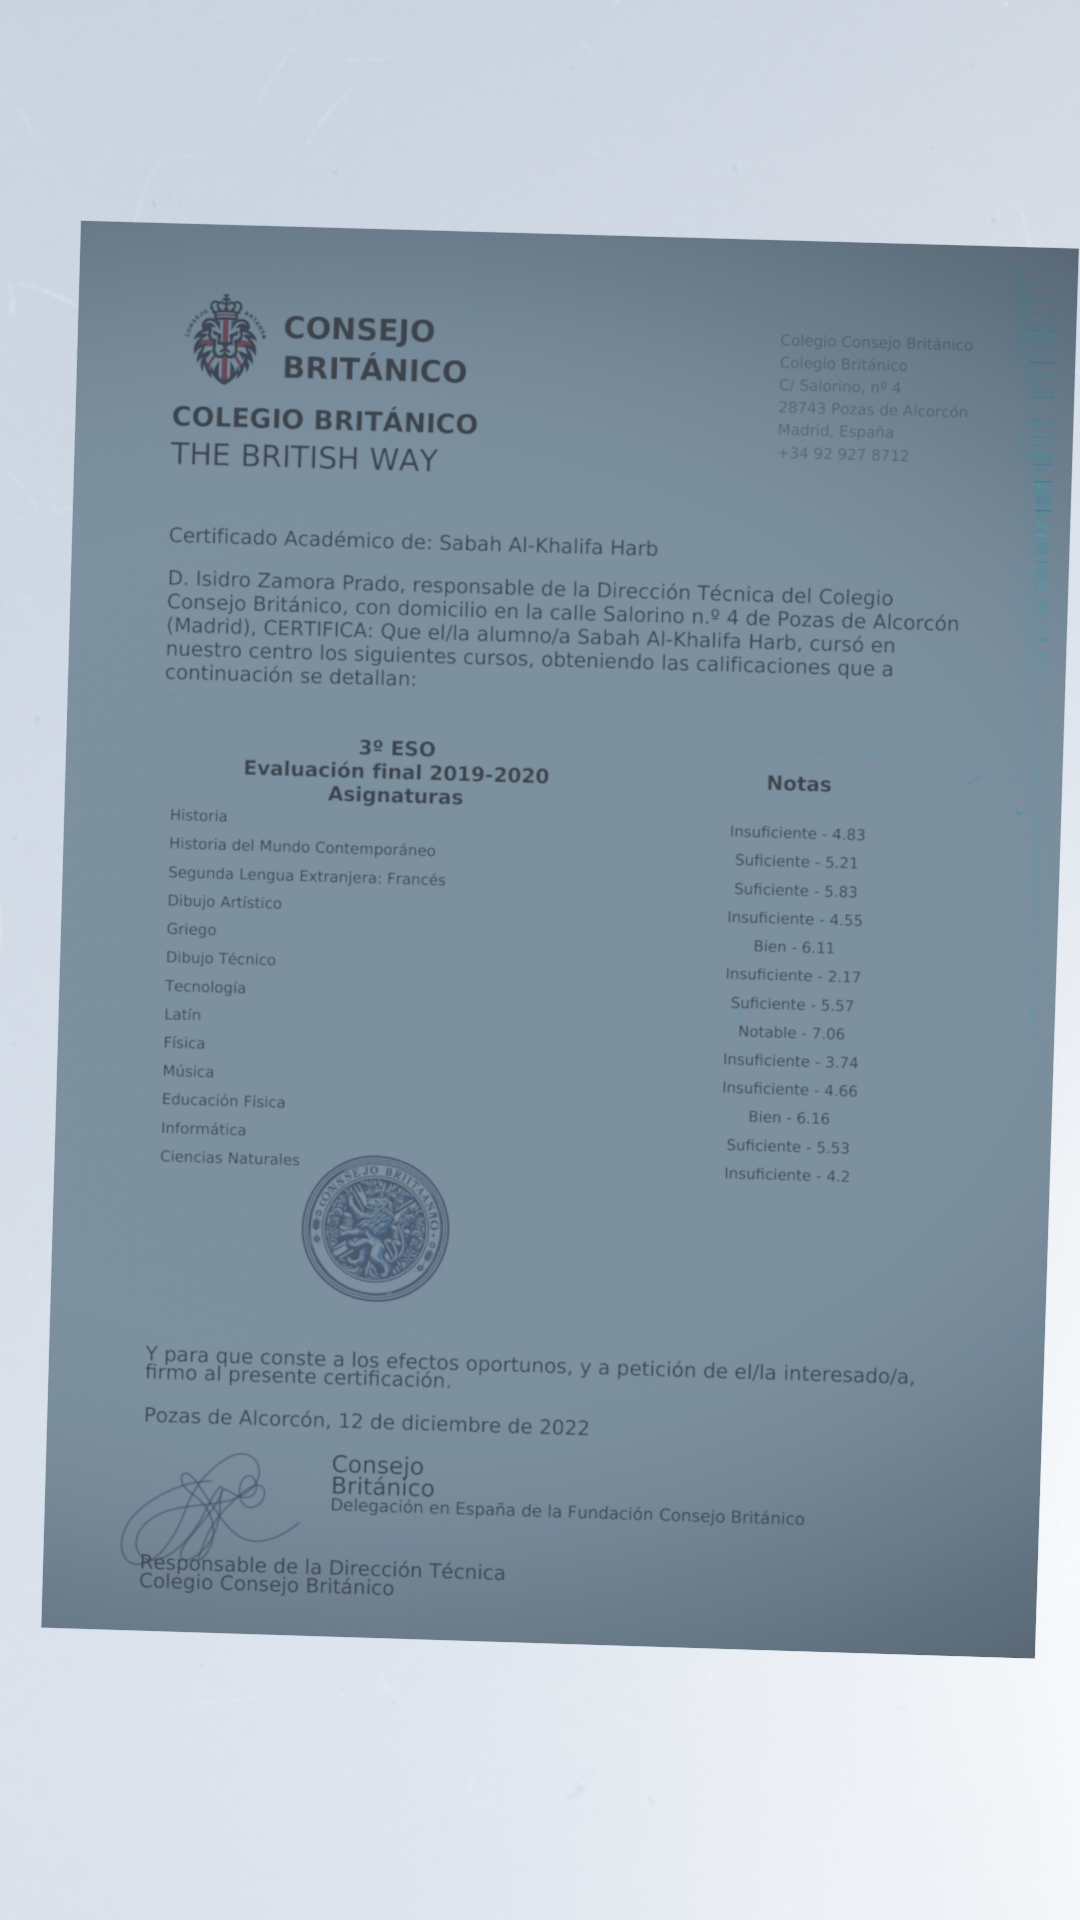 CONSEJO
BRITÁNICO
COLEGIO BRITÁNICO
THE BRITISH WAY
Colegio Consejo Británico
Colegio Británico
C/ Salorino, nº 4
28743 Pozas de Alcorcón
Madrid, España
+34 92 927 8712
Certificado Académico de: Sabah Al-Khalifa Harb
D. Isidro Zamora Prado, responsable de la Dirección Técnica del Colegio
Consejo Británico, con domicilio en la calle Salorino n.º 4 de Pozas de Alcorcón
(Madrid), CERTIFICA: Que el/la alumno/a Sabah Al-Khalifa Harb, cursó en
nuestro centro los siguientes cursos, obteniendo las calificaciones que a
continuación se detallan:
3º ESO
Evaluación final 2019-2020
Asignaturas Notas
Historia Insuficiente - 4.83
Historia del Mundo Contemporáneo Suficiente - 5.21
Segunda Lengua Extranjera: Francés Suficiente - 5.83
Dibujo Artístico Insuficiente - 4.55
Griego Bien - 6.11
Dibujo Técnico Insuficiente - 2.17
Tecnología Suficiente - 5.57
Latín Notable - 7.06
Física Insuficiente - 3.74
Música Insuficiente - 4.66
Educación Física Bien - 6.16
Informática Suficiente - 5.53
Ciencias Naturales Insuficiente - 4.2
Y para que conste a los efectos oportunos, y a petición de el/la interesado/a,
firmo al presente certificación.
Pozas de Alcorcón, 12 de diciembre de 2022
Consejo
Británico
Delegación en España de la Fundación Consejo Británico
Responsable de la Dirección Técnica
Colegio Consejo Británico